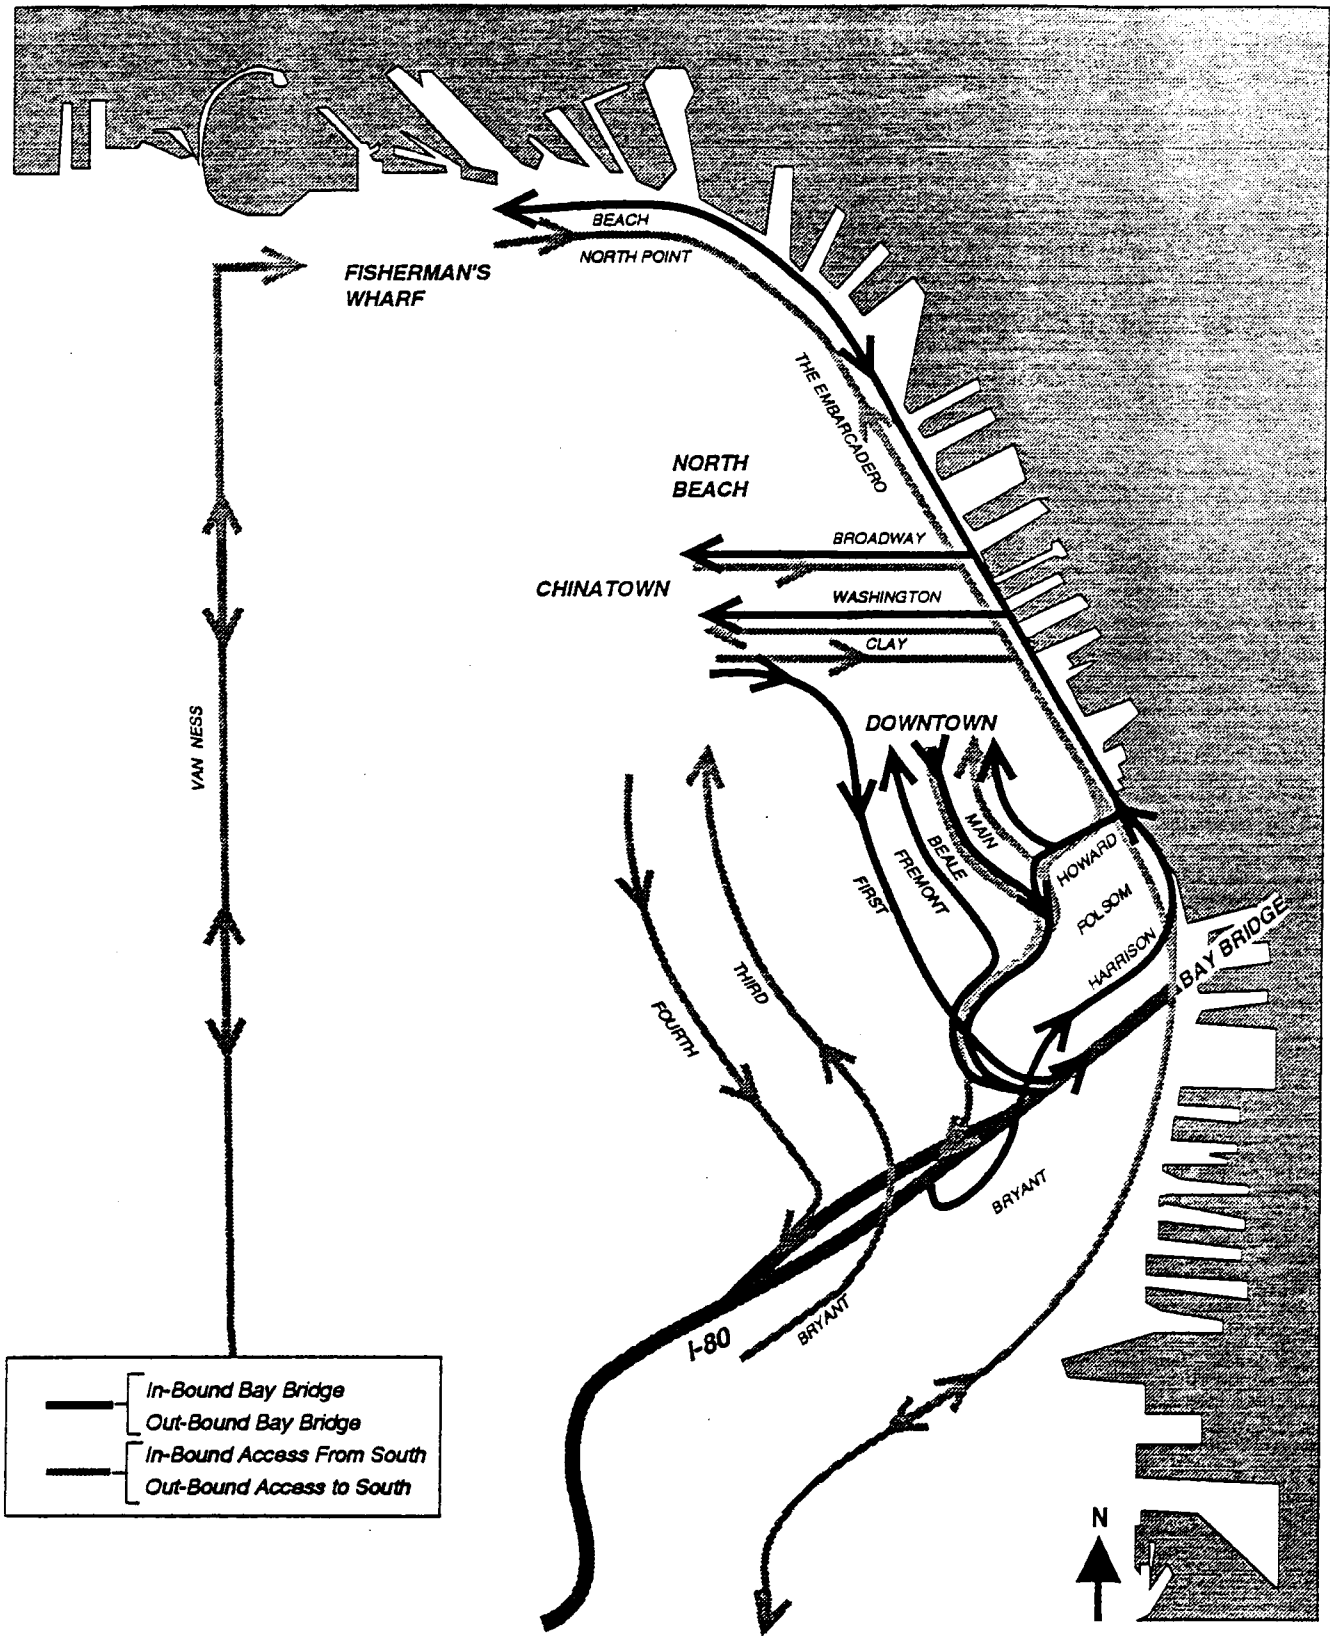 BEACH
NORTH POINT
FISHERMAN'S
WHARF
THE EMBARCADERO
NORTH
BEACH
BROADWAY
CHINATOWN
WASHINGTON
CLAY
VAN NESS
DOWNTOWN
MAIN
BEALE
FREMONT
FIRST
HOWARD
FOLSOM
HARRISON
BAY BRIDGE
THIRD
FOURTH
BRYANT
BRYANT
I-80
In-Bound Bay Bridge
Out-Bound Bay Bridge
In-Bound Access From South
Out-Bound Access to South
N